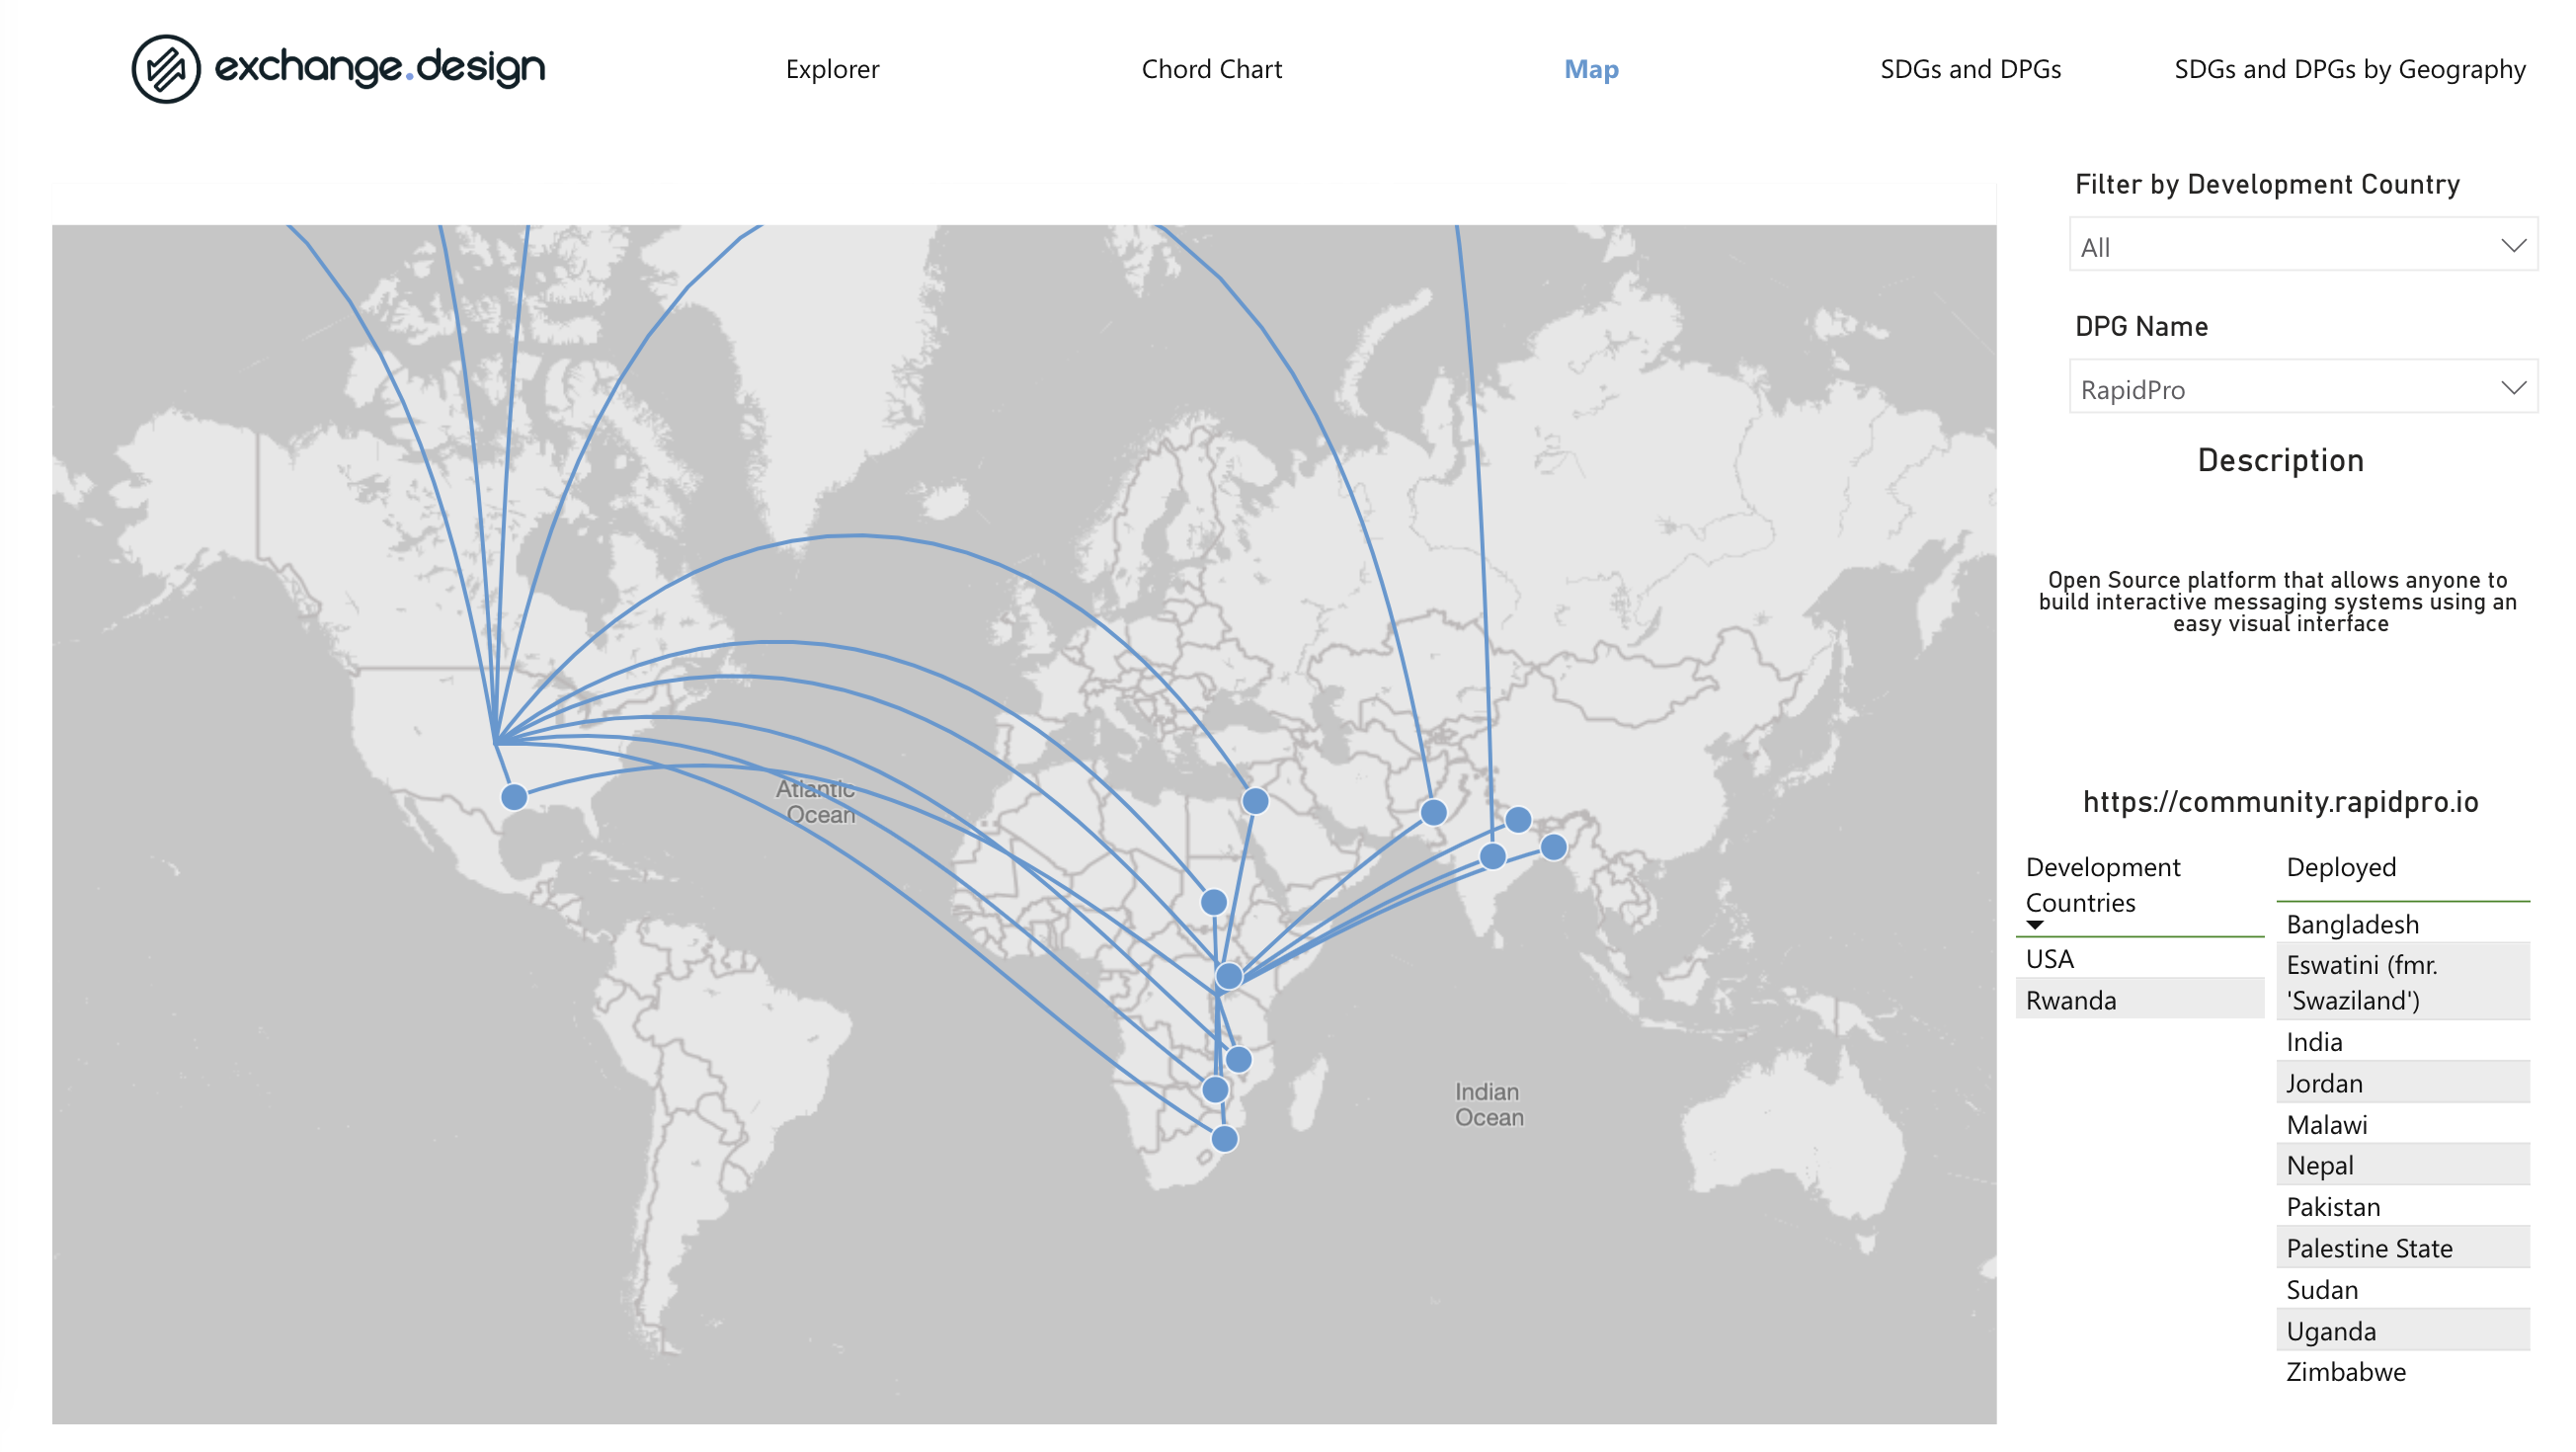 exchange.design
Explorer
Chord Chart
Map
SDGs and DPGs
SDGs and DPGs by Geography
Filter by Development Country
All
DPG Name
RapidPro
Description
Open Source platform that allows anyone to
build interactive messaging systems using an
easy visual interface
https://community.rapidpro.io
Development
Countries
USA
Rwanda
Deployed
Bangladesh
Eswatini (fmr.
'Swaziland')
India
Jordan
Malawi
Nepal
Pakistan
Palestine State
Sudan
Uganda
Zimbabwe
Atlantic
Ocean
Indian
Ocean